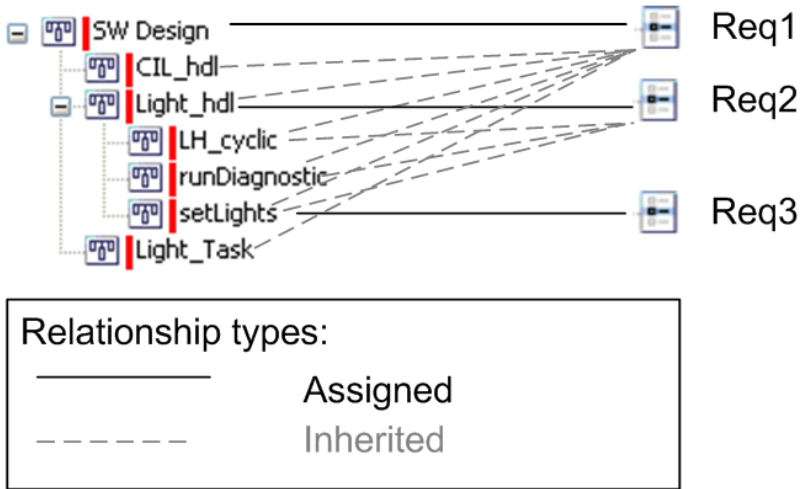 SW Design Req1
CIL_hdl
Light_hdl Req2
LH_cyclic
runDiagnostic
setLights Req3
Light_Task
Relationship types:
Assigned
Inherited